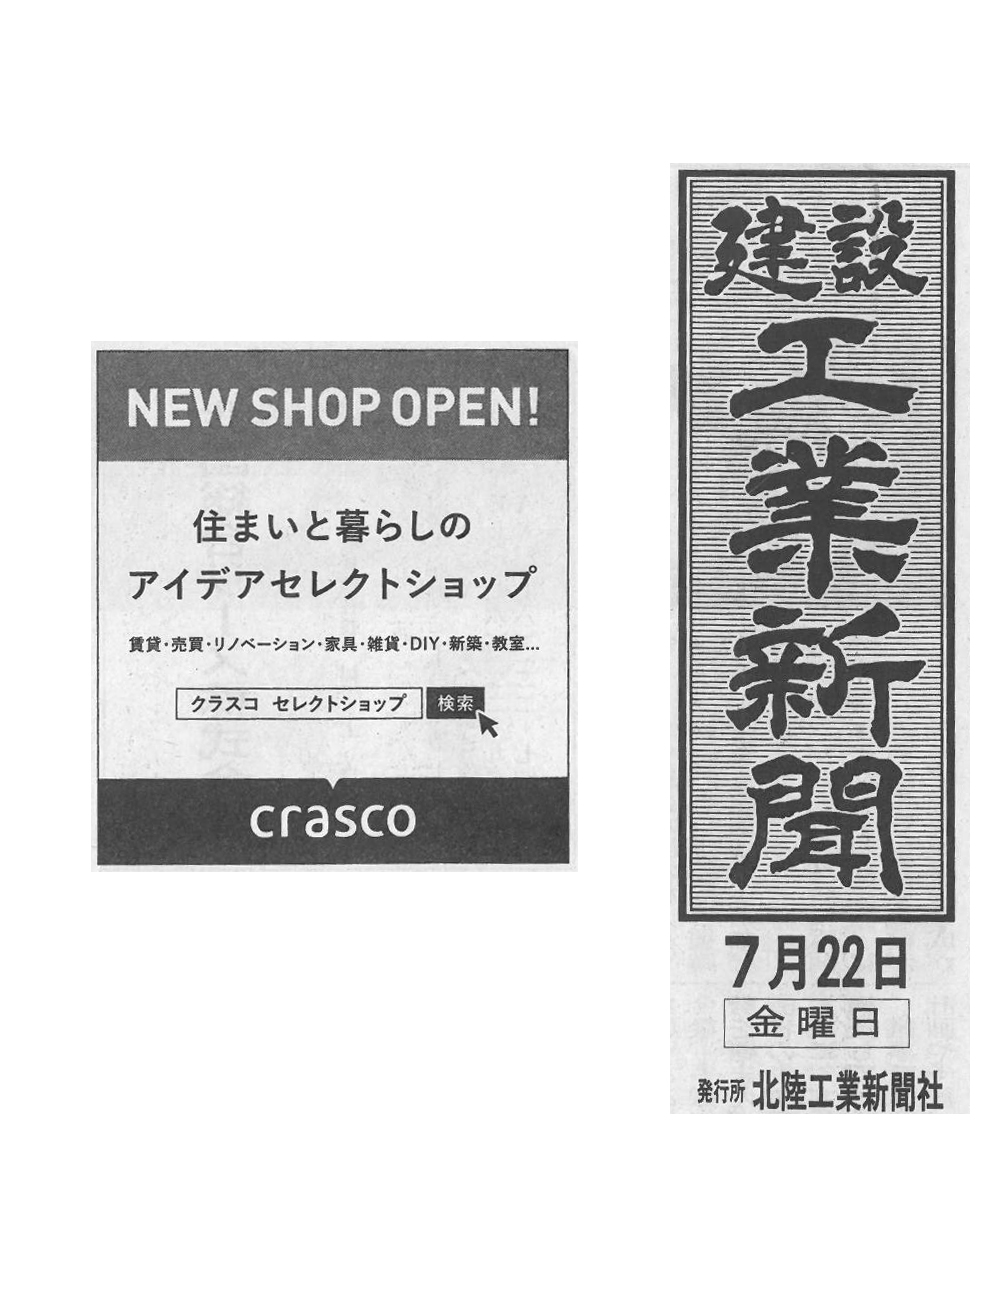 NEW SHOP OPEN!
住まいと暮らしの
アイデアセレクトショップ
賃貸・売買・リノベーション・家具・雑貨・DIY・新築・教室...
クラスコ セレクトショップ 検索
crasco
建設
工業新聞
7月22日
金曜日
発行所 北陸工業新聞社